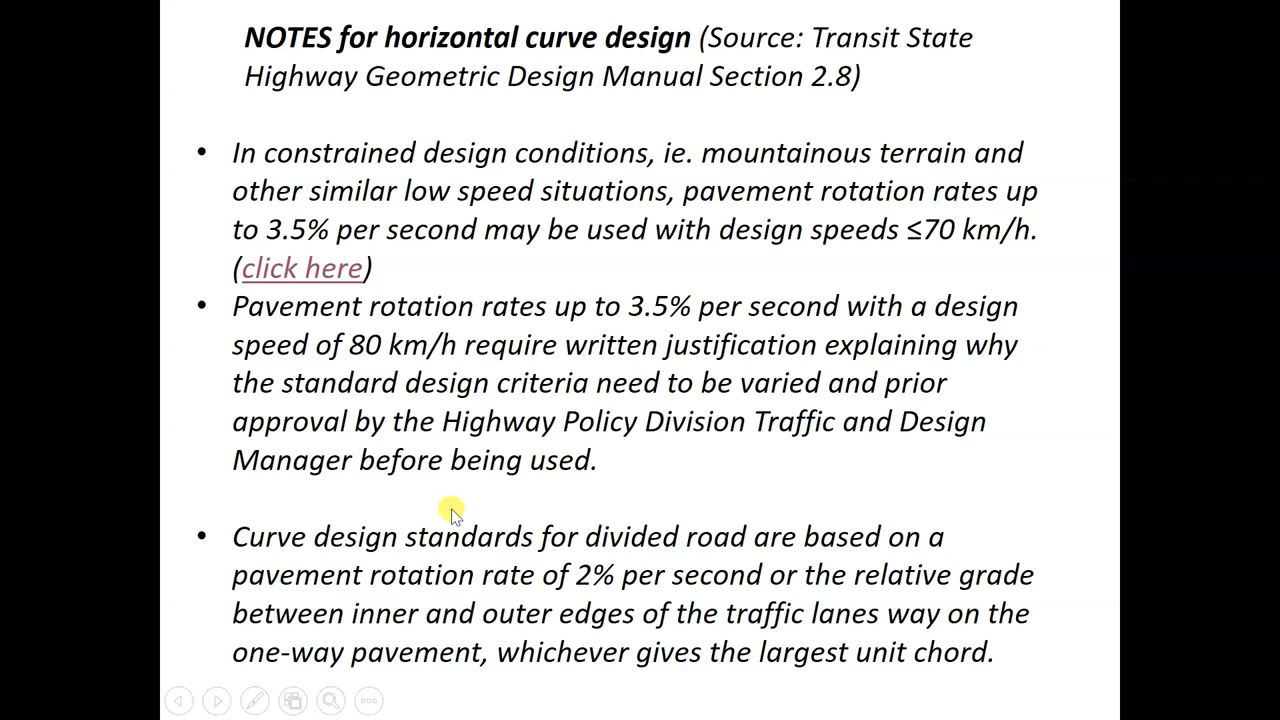 NOTES for horizontal curve design (Source: Transit State
Highway Geometric Design Manual Section 2.8)
• In constrained design conditions, ie. mountainous terrain and
other similar low speed situations, pavement rotation rates up
to 3.5% per second may be used with design speeds ≤70 km/h.
(click here)
• Pavement rotation rates up to 3.5% per second with a design
speed of 80 km/h require written justification explaining why
the standard design criteria need to be varied and prior
approval by the Highway Policy Division Traffic and Design
Manager before being used.
• Curve design standards for divided road are based on a
pavement rotation rate of 2% per second or the relative grade
between inner and outer edges of the traffic lanes way on the
one-way pavement, whichever gives the largest unit chord.